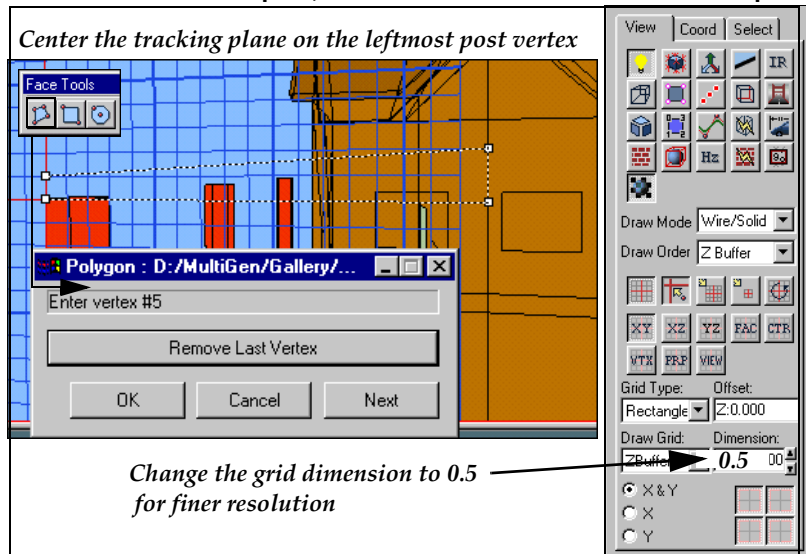 Center the tracking plane on the leftmost post vertex
Face Tools
Polygon : D:/MultiGen/Gallery/...
Enter vertex #5
Remove Last Vertex
OK Cancel Next
Change the grid dimension to 0.5
for finer resolution
View Coord Select
IR
Hz
Draw Mode Wire/Solid
Draw Order Z Buffer
XY XZ YZ FAC CTR
VTX PRP VIEW
Grid Type: Offset:
Rectangle Z:0.000
Draw Grid: Dimension:
ZBuffer 0.5 00
X & Y
X
Y